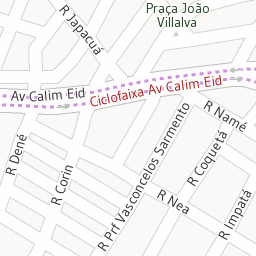 Praça João
Villalva
R Japacuá
Av Calim Eid
Ciclofaixa Av Calim Eid
R Namé
R Coquetá
R Dené
R Corin
R Prf Vasconcelos Sarmento
R Nea
R Impatá